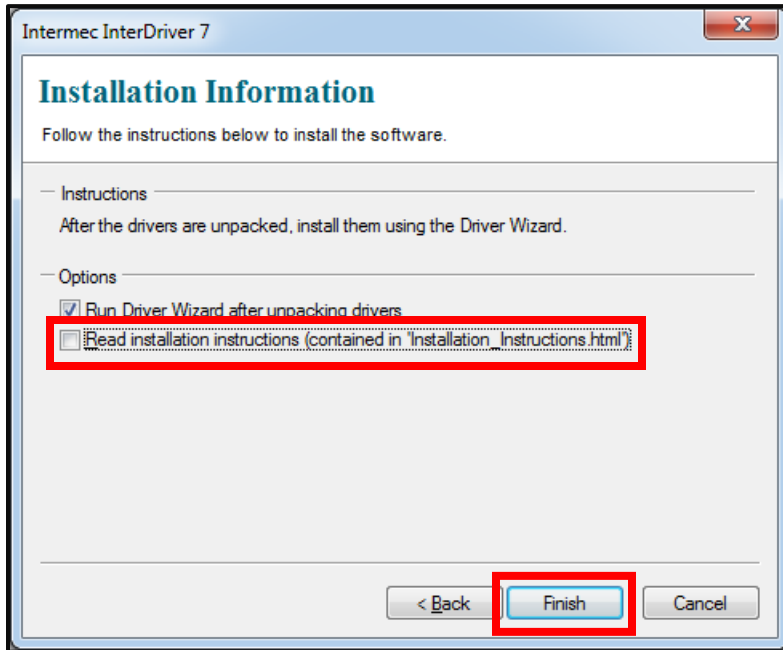 Intermec InterDriver 7
Installation Information
Follow the instructions below to install the software.
Instructions
After the drivers are unpacked, install them using the Driver Wizard.
Options
Run Driver Wizard after unpacking drivers
Read installation instructions (contained in 'Installation_Instructions.html')
< Back
Finish
Cancel